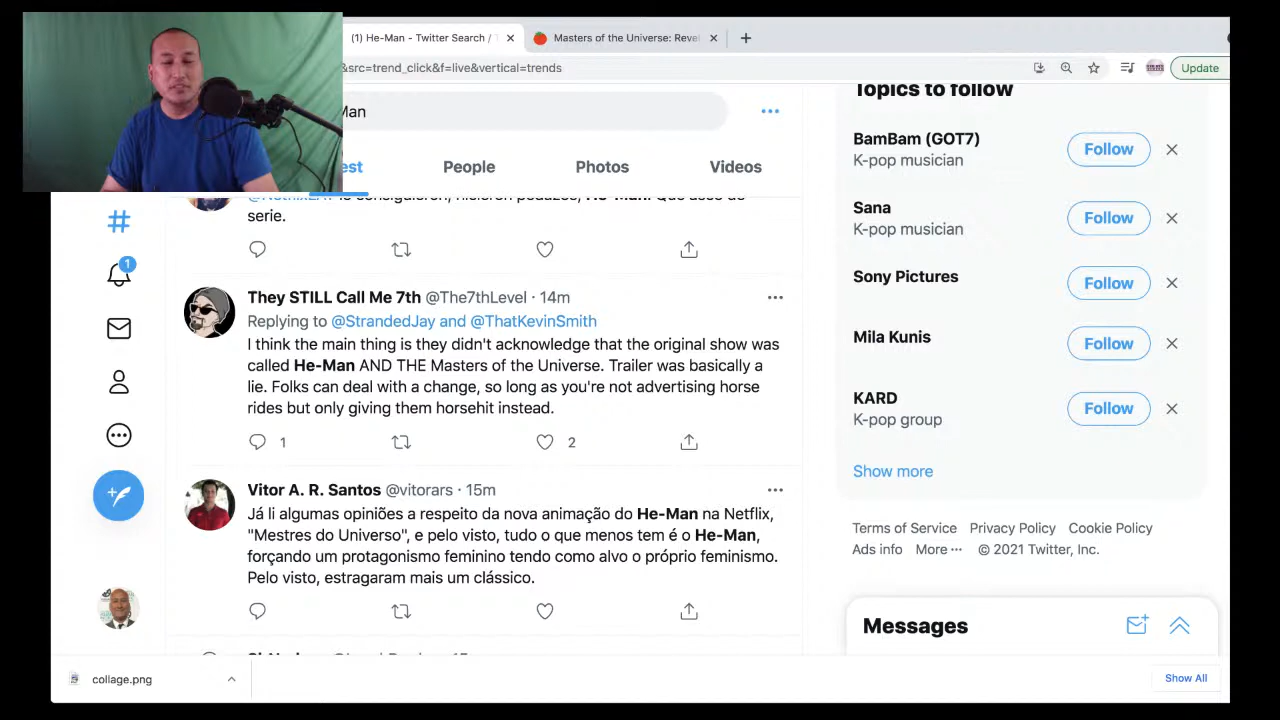 (1) He-Man - Twitter Search /
Masters of the Universe: Reve
&src=trend_click&f=live&vertical=trends
Update
Man
People
Photos
Videos
serie.
They STILL Call Me 7th @The7thLevel · 14m
Replying to @StrandedJay and @ThatKevinSmith
I think the main thing is they didn't acknowledge that the original show was
called He-Man AND THE Masters of the Universe. Trailer was basically a
lie. Folks can deal with a change, so long as you're not advertising horse
rides but only giving them horsehit instead.
1
2
Vitor A. R. Santos @vitorars · 15m
Já li algumas opiniões a respeito da nova animação do He-Man na Netflix,
"Mestres do Universo", e pelo visto, tudo o que menos tem é o He-Man,
forçando um protagonismo feminino tendo como alvo o próprio feminismo.
Pelo visto, estragaram mais um clássico.
1
Topics to follow
BamBam (GOT7)
K-pop musician
Follow
Sana
K-pop musician
Follow
Sony Pictures
Follow
Mila Kunis
Follow
KARD
K-pop group
Follow
Show more
Terms of Service Privacy Policy Cookie Policy
Ads info More ··· © 2021 Twitter, Inc.
Messages
collage.png
Show All